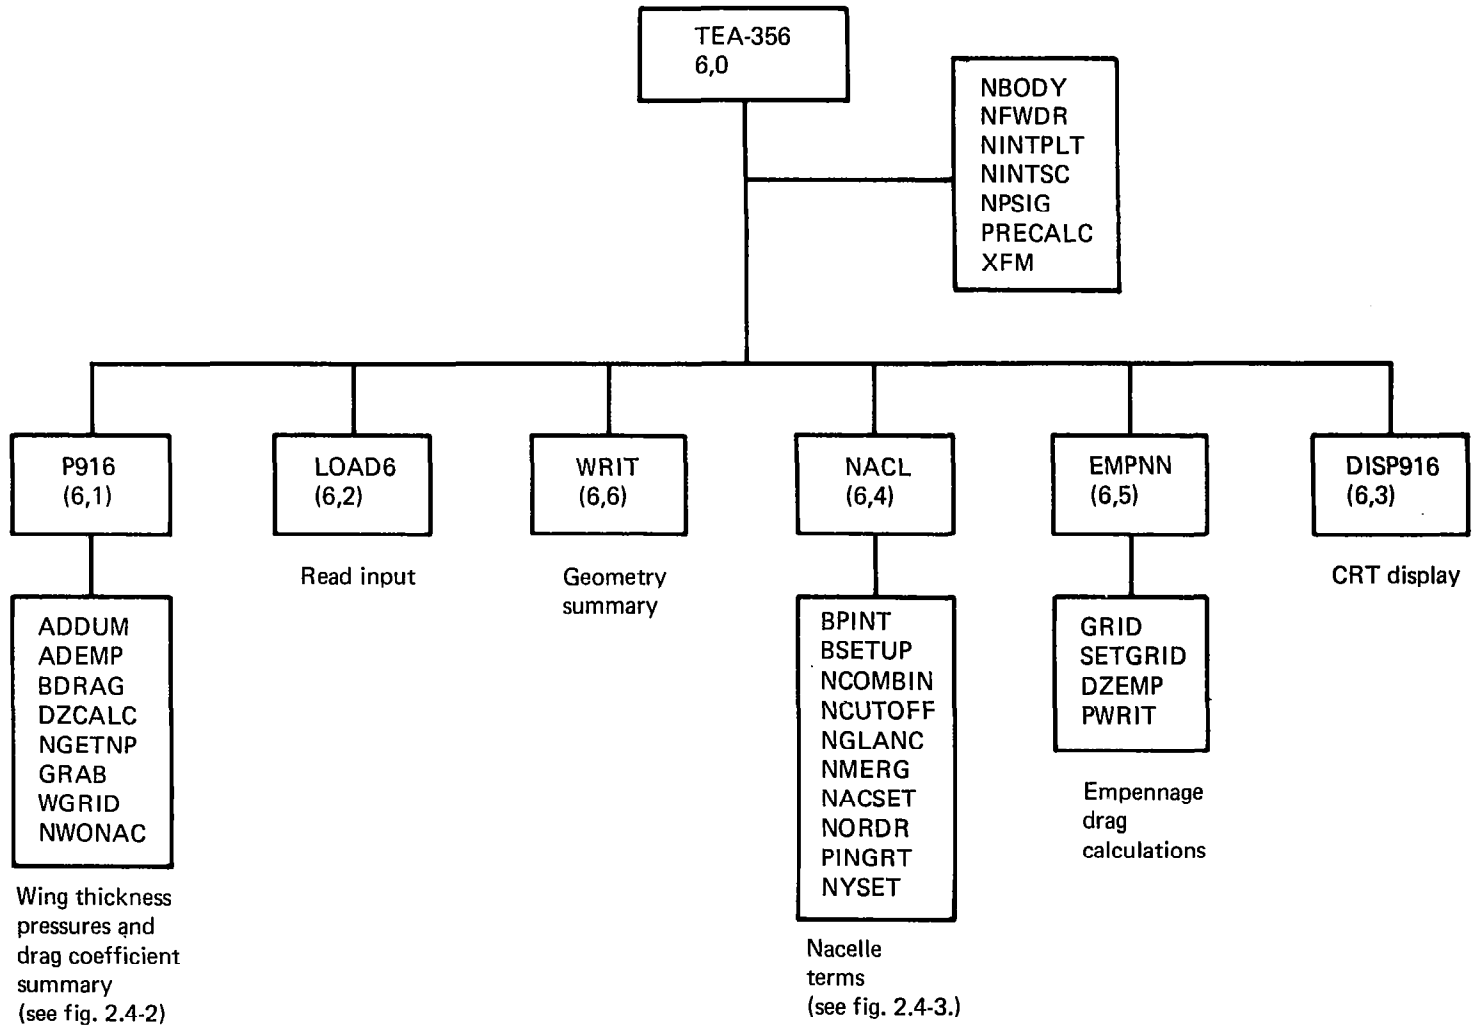 TEA-356
6,0
NBODY
NFWDR
NINTPLT
NINTSC
NPSIG
PRECALC
XFM
P916
(6,1)
LOAD6
(6,2)
WRIT
(6,6)
NACL
(6,4)
EMPNN
(6,5)
DISP916
(6,3)
Read input
Geometry
summary
CRT display
ADDUM
ADEMP
BDRAG
DZCALC
NGETNP
GRAB
WGRID
NWONAC
Wing thickness
pressures and
drag coefficient
summary
(see fig. 2.4-2)
BPINT
BSETUP
NCOMBIN
NCUTOFF
NGLANC
NMERG
NACSET
NORDR
PINGRT
NYSET
Nacelle
terms
(see fig. 2.4-3.)
GRID
SETGRID
DZEMP
PWRIT
Empennage
drag
calculations